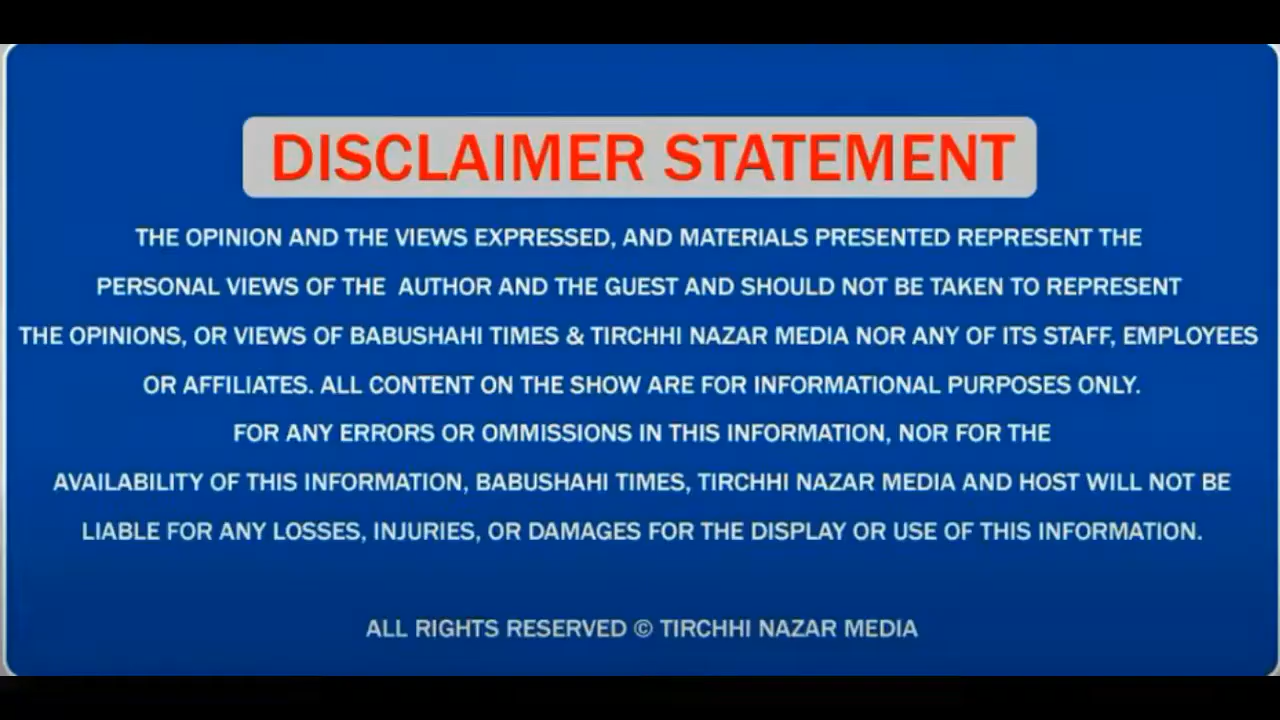 DISCLAIMER STATEMENT
THE OPINION AND THE VIEWS EXPRESSED, AND MATERIALS PRESENTED REPRESENT THE
PERSONAL VIEWS OF THE AUTHOR AND THE GUEST AND SHOULD NOT BE TAKEN TO REPRESENT
THE OPINIONS, OR VIEWS OF BABUSHAHI TIMES & TIRCHHI NAZAR MEDIA NOR ANY OF ITS STAFF, EMPLOYEES
OR AFFILIATES. ALL CONTENT ON THE SHOW ARE FOR INFORMATIONAL PURPOSES ONLY.
FOR ANY ERRORS OR OMMISSIONS IN THIS INFORMATION, NOR FOR THE
AVAILABILITY OF THIS INFORMATION, BABUSHAHI TIMES, TIRCHHI NAZAR MEDIA AND HOST WILL NOT BE
LIABLE FOR ANY LOSSES, INJURIES, OR DAMAGES FOR THE DISPLAY OR USE OF THIS INFORMATION.
ALL RIGHTS RESERVED © TIRCHHI NAZAR MEDIA